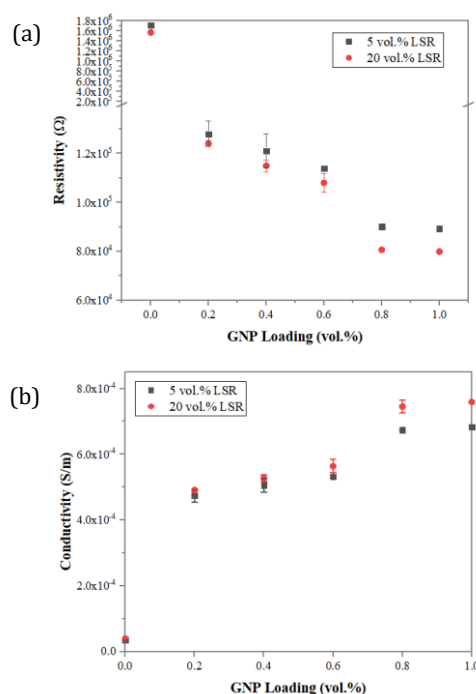 (a)
1.8x10⁶
1.6x10⁶
1.4x10⁶
1.2x10⁶
1.0x10⁶
8.0x10⁵
6.0x10⁵
4.0x10⁵
2.0x10⁵
1.2x10⁵
1.0x10⁵
8.0x10⁴
6.0x10⁴
Resistivity (Ω)
5 vol.% LSR
20 vol.% LSR
0.0 0.2 0.4 0.6 0.8 1.0
GNP Loading (vol.%)
(b)
8.0x10⁻⁴
6.0x10⁻⁴
4.0x10⁻⁴
2.0x10⁻⁴
0.0
Conductivity (S/m)
5 vol.% LSR
20 vol.% LSR
0.0 0.2 0.4 0.6 0.8 1.0
GNP Loading (vol.%)